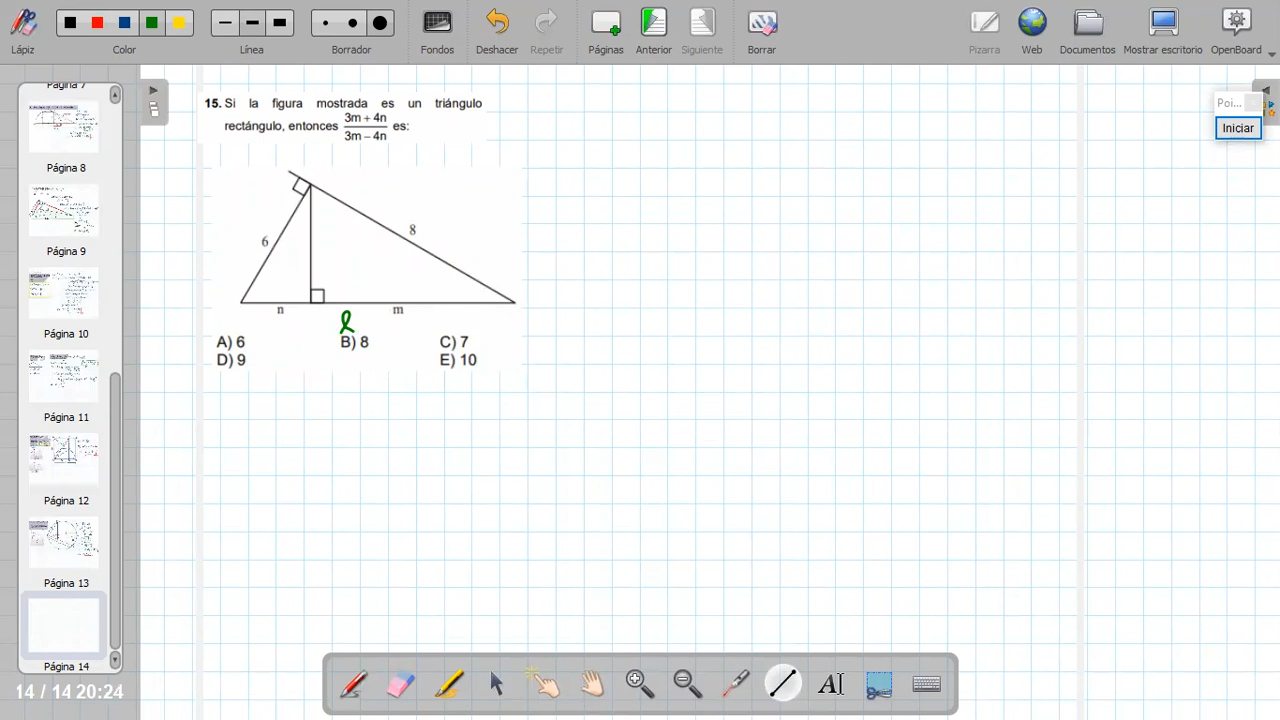 Lápiz
Color
Línea
Borrador
Fondos
Deshacer
Repetir
Páginas
Anterior
Siguiente
Borrar
Pizarra
Web
Documentos
Mostrar escritorio
OpenBoard
Página 7
Página 8
Página 9
Página 10
Página 11
Página 12
Página 13
Página 14
14 / 14 20:24
Poi...
Iniciar
15. Si la figura mostrada es un triángulo
rectángulo, entonces (3m + 4n)/(3m – 4n) es:
6
8
n
m
A) 6 B) 8 C) 7
D) 9 E) 10